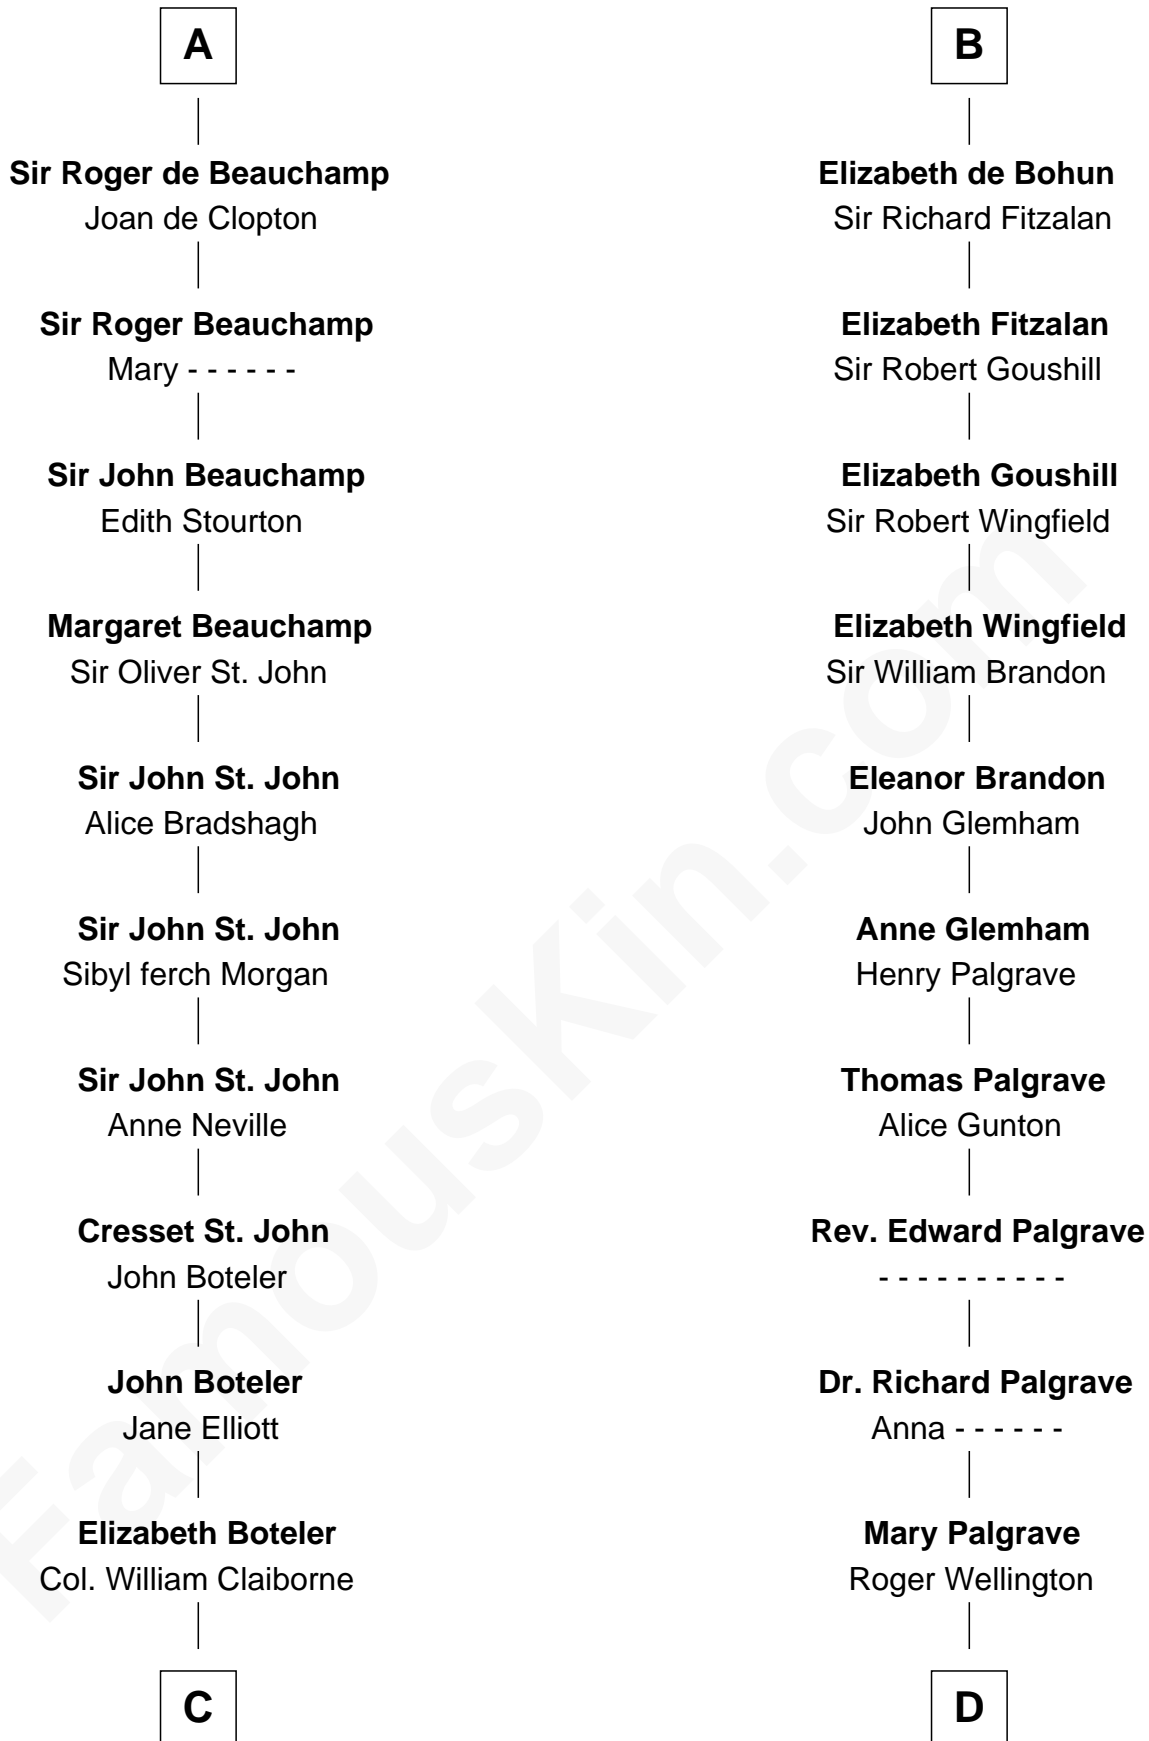 A
Sir Roger de Beauchamp
Joan de Clopton
Sir Roger Beauchamp
Mary - - - - - -
Sir John Beauchamp
Edith Stourton
Margaret Beauchamp
Sir Oliver St. John
Sir John St. John
Alice Bradshagh
Sir John St. John
Sibyl ferch Morgan
Sir John St. John
Anne Neville
Cresset St. John
John Boteler
John Boteler
Jane Elliott
Elizabeth Boteler
Col. William Claiborne
C
B
Elizabeth de Bohun
Sir Richard Fitzalan
Elizabeth Fitzalan
Sir Robert Goushill
Elizabeth Goushill
Sir Robert Wingfield
Elizabeth Wingfield
Sir William Brandon
Eleanor Brandon
John Glemham
Anne Glemham
Henry Palgrave
Thomas Palgrave
Alice Gunton
Rev. Edward Palgrave
- - - - - - - - - -
Dr. Richard Palgrave
Anna - - - - - -
Mary Palgrave
Roger Wellington
D
FamousKin.com